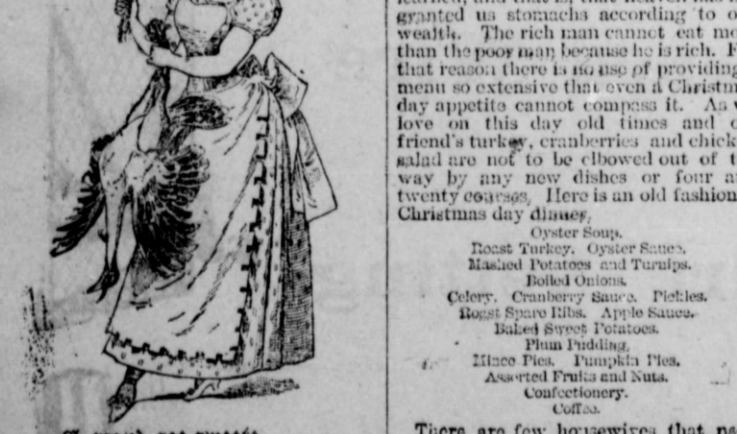 granted us stomachs according to
wealth. The rich man cannot eat
than the poor man because he is rich.
that reason there is no use of providing
menu so extensive that even a Christm
day appetite cannot compass it. As
love on this day old times and
friend's turkey, cranberries and chick
salad are not to be elbowed out of
way by any new dishes or four
twenty courses. Here is an old fashion
Christmas day dinner,
Oyster Soup.
Roast Turkey. Oyster Sauce.
Mashed Potatoes and Turnips.
Boiled Onions.
Celery. Cranberry Sauce. Pickles.
Roast Spare Ribs. Apple Sauce.
Baked Sweet Potatoes.
Plum Pudding.
Mince Pies. Pumpkin Pies.
Assorted Fruits and Nuts.
Confectionery.
Coffee.
There are few housewives that